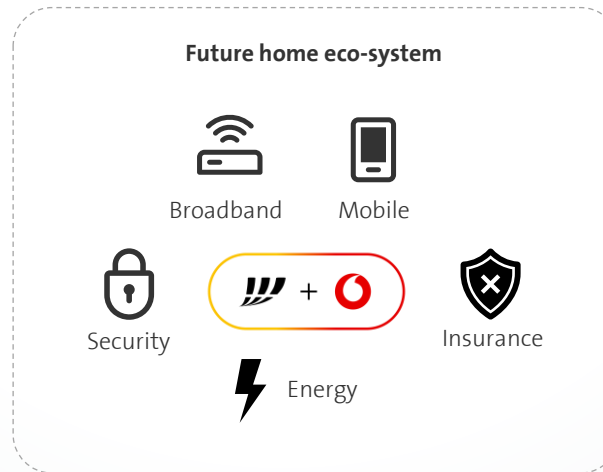 Future home eco-system
Broadband
Mobile
+
Security
Insurance
Energy